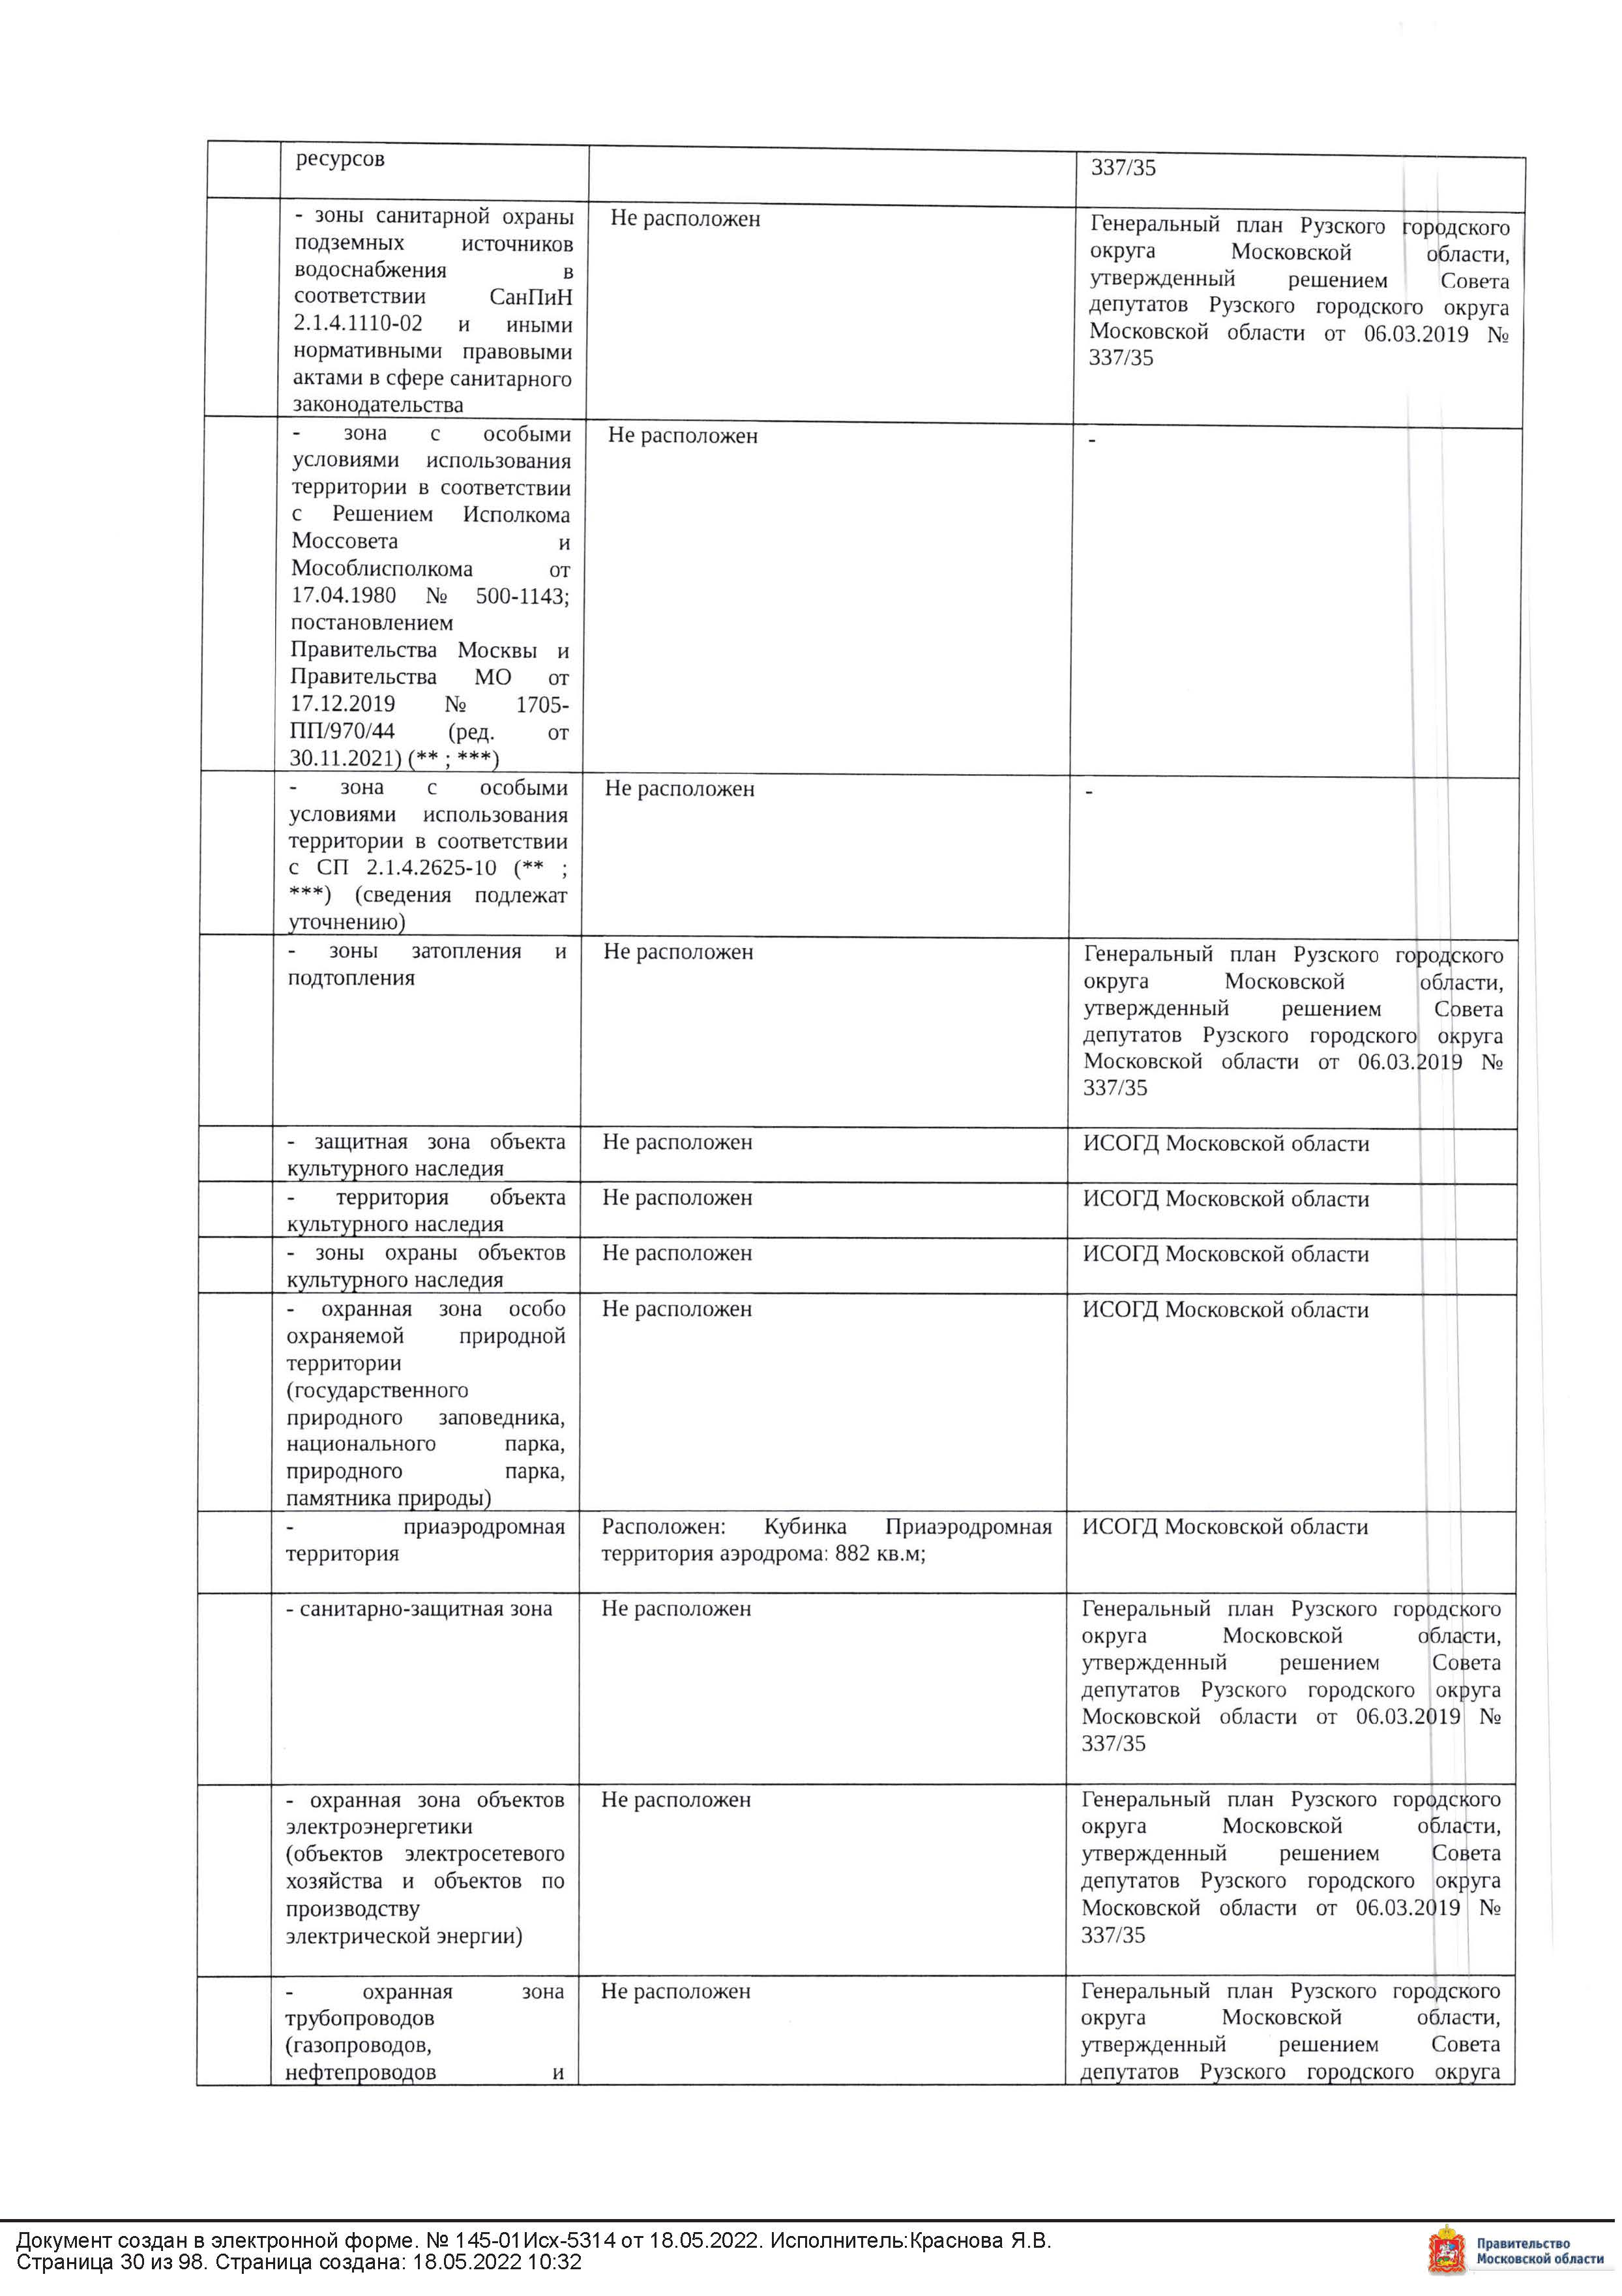 ресурсов
337/35
- зоны санитарной охраны
подземных источников
водоснабжения в
соответствии СанПиН
2.1.4.1110-02 и иными
нормативными правовыми
актами в сфере санитарного
законодательства
Не расположен
Генеральный план Рузского городского
округа Московской области,
утвержденный решением Совета
депутатов Рузского городского округа
Московской области от 06.03.2019 №
337/35
- зона с особыми
условиями использования
территории в соответствии
с Решением Исполкома
Моссовета и
Мособлисполкома от
17.04.1980 № 500-1143;
постановлением
Правительства Москвы и
Правительства МО от
17.12.2019 № 1705-
ПП/970/44 (ред. от
30.11.2021) (** ; ***)
Не расположен
-
- зона с особыми
условиями использования
территории в соответствии
с СП 2.1.4.2625-10 (** ;
***) (сведения подлежат
уточнению)
Не расположен
-
- зоны затопления и
подтопления
Не расположен
Генеральный план Рузского городского
округа Московской области,
утвержденный решением Совета
депутатов Рузского городского округа
Московской области от 06.03.2019 №
337/35
- защитная зона объекта
культурного наследия
Не расположен
ИСОГД Московской области
- территория объекта
культурного наследия
Не расположен
ИСОГД Московской области
- зоны охраны объектов
культурного наследия
Не расположен
ИСОГД Московской области
- охранная зона особо
охраняемой природной
территории
(государственного
природного заповедника,
национального парка,
природного парка,
памятника природы)
Не расположен
ИСОГД Московской области
- приаэродромная
территория
Расположен: Кубинка Приаэродромная
территория аэродрома: 882 кв.м;
ИСОГД Московской области
- санитарно-защитная зона
Не расположен
Генеральный план Рузского городского
округа Московской области,
утвержденный решением Совета
депутатов Рузского городского округа
Московской области от 06.03.2019 №
337/35
- охранная зона объектов
электроэнергетики
(объектов электросетевого
хозяйства и объектов по
производству
электрической энергии)
Не расположен
Генеральный план Рузского городского
округа Московской области,
утвержденный решением Совета
депутатов Рузского городского округа
Московской области от 06.03.2019 №
337/35
- охранная зона
трубопроводов
(газопроводов,
нефтепроводов и
Не расположен
Генеральный план Рузского городского
округа Московской области,
утвержденный решением Совета
депутатов Рузского городского округа
Документ создан в электронной форме. № 145-01Исх-5314 от 18.05.2022. Исполнитель:Краснова Я.В.
Страница 30 из 98. Страница создана: 18.05.2022 10:32
Правительство
Московской области